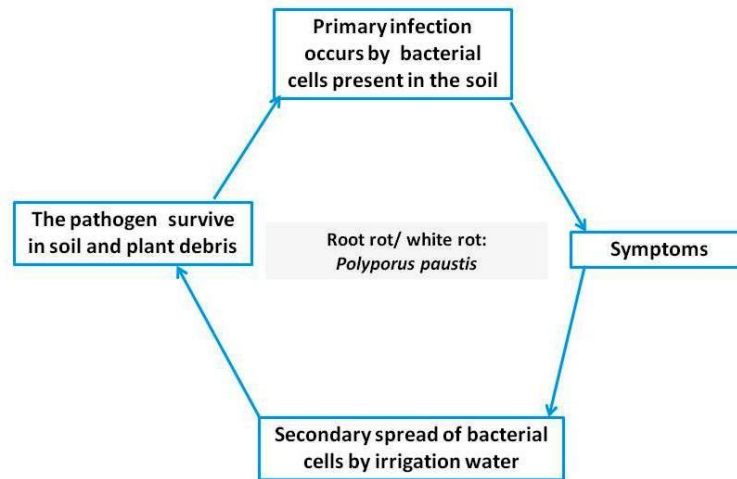 Primary infection
occurs by bacterial
cells present in the soil
The pathogen survive
in soil and plant debris
Root rot/ white rot:
Polyporus paustis
Symptoms
Secondary spread of bacterial
cells by irrigation water